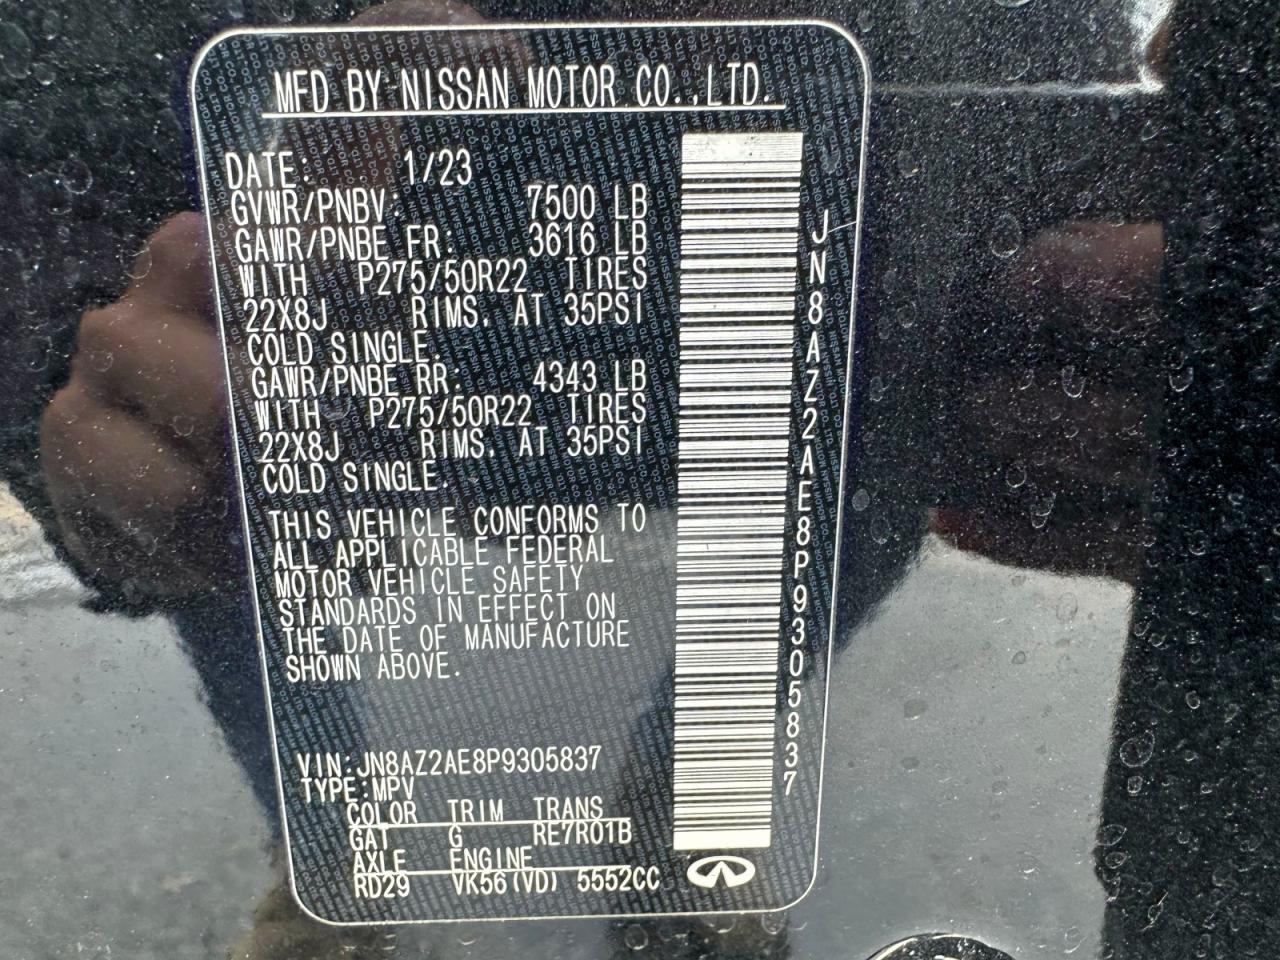 MFD BY NISSAN MOTOR CO.,LTD.
DATE: 1/23
GVWR/PNBV: 7500 LB
GAWR/PNBE FR: 3616 LB
WITH P275/50R22 TIRES
22X8J RIMS. AT 35PSI
COLD SINGLE.
GAWR/PNBE RR: 4343 LB
WITH P275/50R22 TIRES
22X8J RIMS. AT 35PSI
COLD SINGLE.
THIS VEHICLE CONFORMS TO
ALL APPLICABLE FEDERAL
MOTOR VEHICLE SAFETY
STANDARDS IN EFFECT ON
THE DATE OF MANUFACTURE
SHOWN ABOVE.
VIN:JN8AZ2AE8P9305837
TYPE:MPV
COLOR TRIM TRANS
GAT G RE7R01B
AXLE ENGINE
RD29 VK56(VD) 5552CC
JN8AZ2AE8P9305837